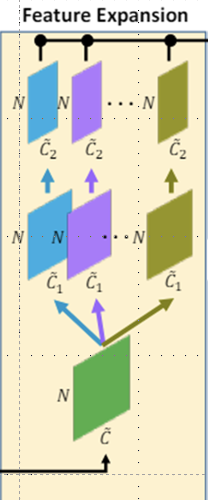 Feature Expansion
N N ··· N
C̃₂ C̃₂ C̃₂
N N ··· N
C̃₁ C̃₁ C̃₁
N
C̃